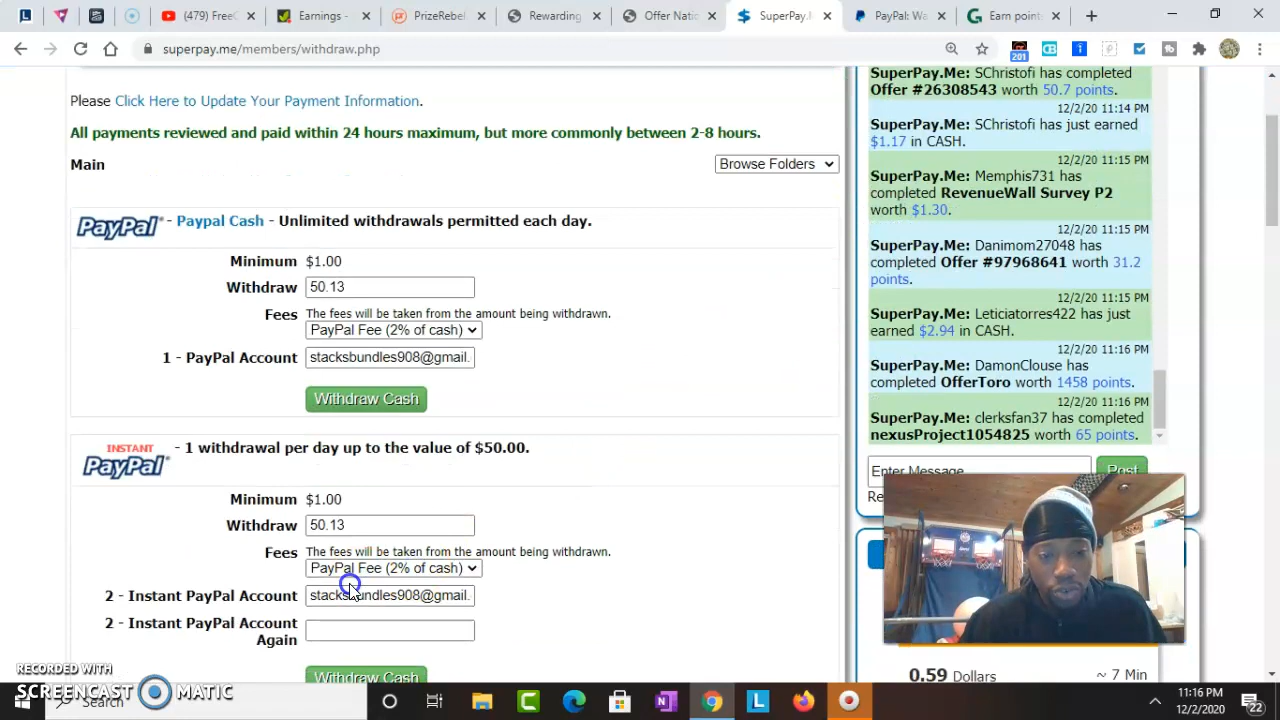 (479) FreeC
Earnings -
PrizeRebel
Rewarding
Offer Natio
SuperPay.M
PayPal: Wa
Earn point
superpay.me/members/withdraw.php
201
Please Click Here to Update Your Payment Information.
All payments reviewed and paid within 24 hours maximum, but more commonly between 2-8 hours.
Main
Browse Folders
PayPal - Paypal Cash - Unlimited withdrawals permitted each day.
Minimum $1.00
Withdraw 50.13
Fees The fees will be taken from the amount being withdrawn.
PayPal Fee (2% of cash)
1 - PayPal Account stacksbundles908@gmail.
Withdraw Cash
INSTANT
PayPal - 1 withdrawal per day up to the value of $50.00.
Minimum $1.00
Withdraw 50.13
Fees The fees will be taken from the amount being withdrawn.
PayPal Fee (2% of cash)
2 - Instant PayPal Account stacksbundles908@gmail.
2 - Instant PayPal Account
Again
Withdraw Cash
SuperPay.Me: SChristofi has completed
Offer #26308543 worth 50.7 points.
12/2/20 11:14 PM
SuperPay.Me: SChristofi has just earned
$1.17 in CASH.
12/2/20 11:15 PM
SuperPay.Me: Memphis731 has
completed RevenueWall Survey P2
worth $1.30.
12/2/20 11:15 PM
SuperPay.Me: Danimom27048 has
completed Offer #97968641 worth 31.2
points.
12/2/20 11:15 PM
SuperPay.Me: Leticiatorres422 has just
earned $2.94 in CASH.
12/2/20 11:16 PM
SuperPay.Me: DamonClouse has
completed OfferToro worth 1458 points.
12/2/20 11:16 PM
SuperPay.Me: clerksfan37 has completed
nexusProject1054825 worth 65 points.
Enter Message
Post
0.59 Dollars
~ 7 Min
RECORDED WITH
SCREENCAST MATIC
Search
11:16 PM
12/2/2020
22